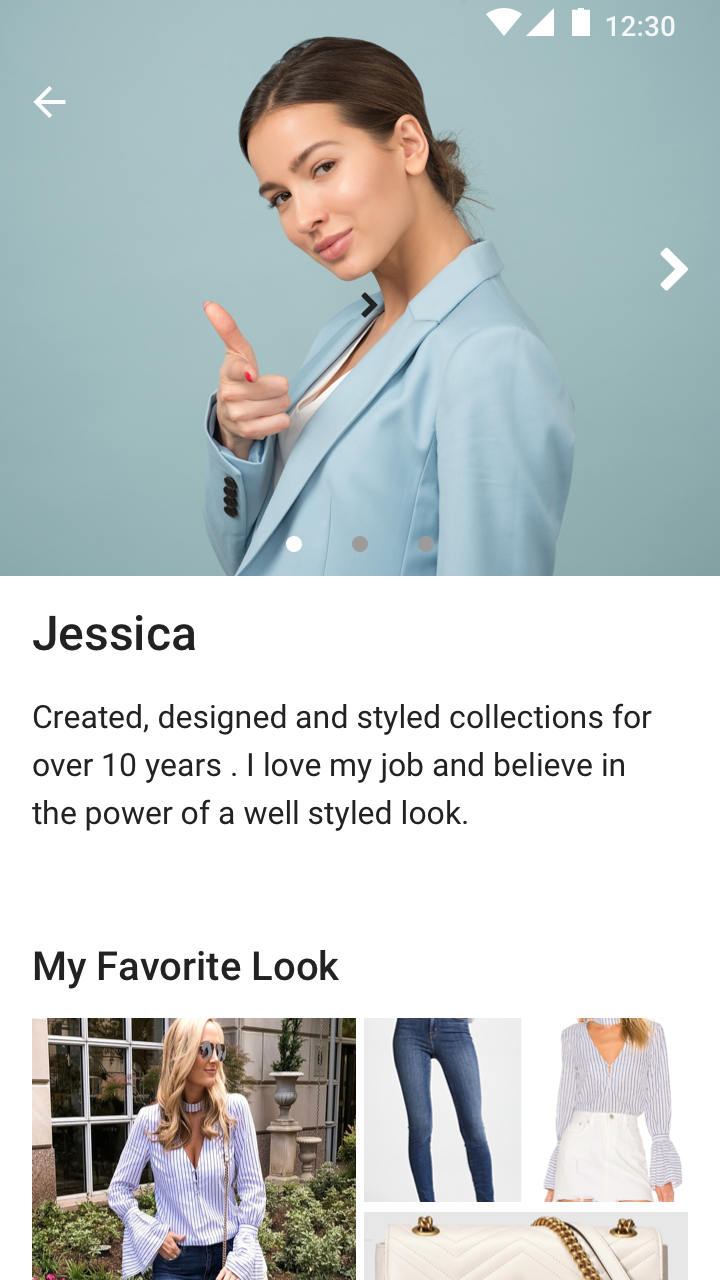 12:30
Jessica
Created, designed and styled collections for
over 10 years . I love my job and believe in
the power of a well styled look.
My Favorite Look